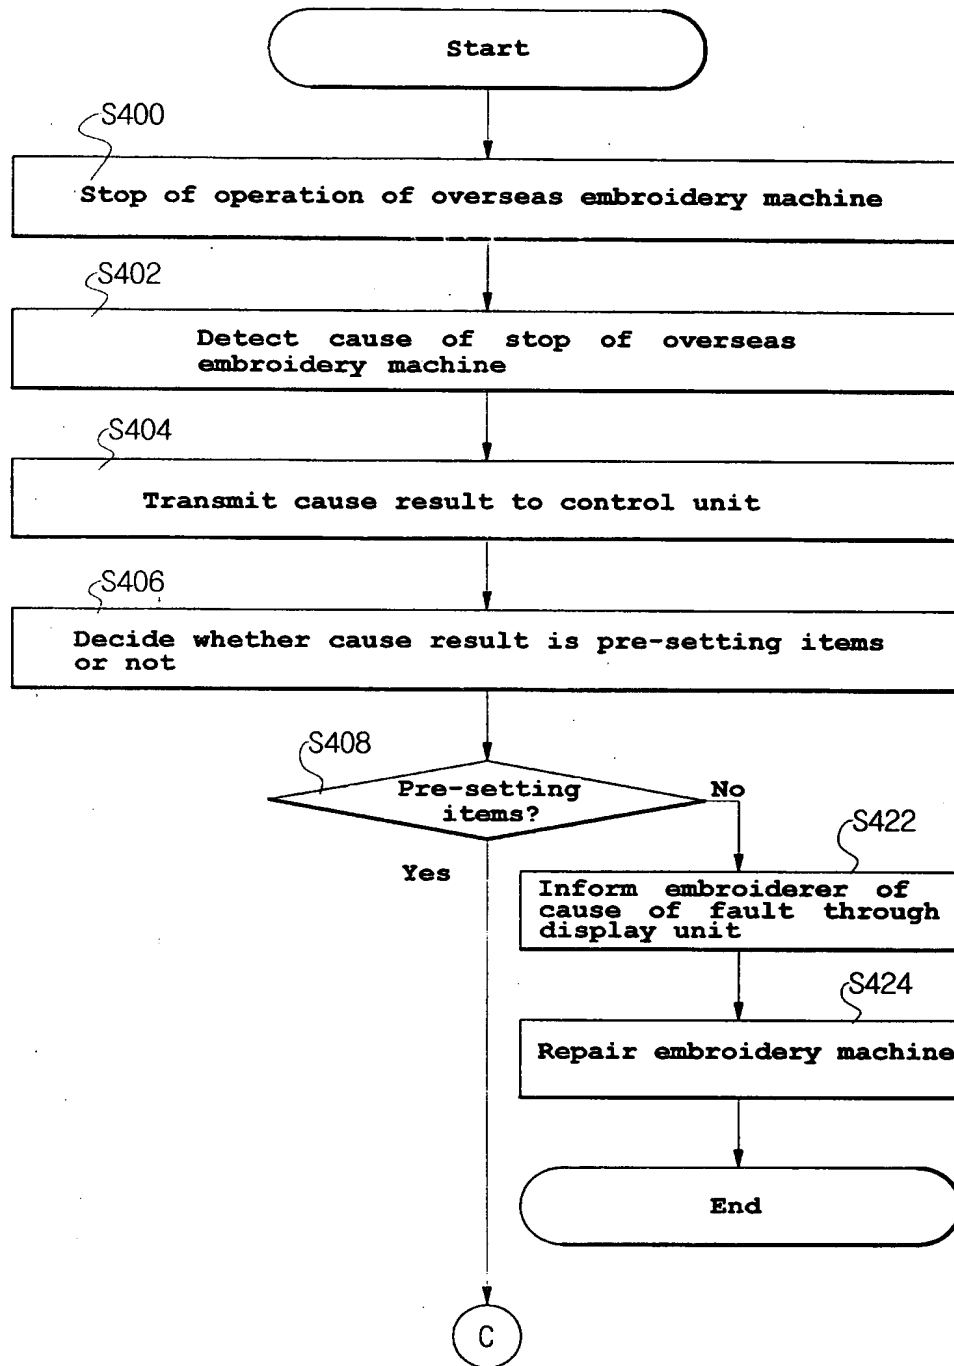 Start
S400
Stop of operation of overseas embroidery machine
S402
Detect cause of stop of overseas
embroidery machine
S404
Transmit cause result to control unit
S406
Decide whether cause result is pre-setting items
or not
S408
Pre-setting
items?
No
Yes
S422
Inform embroiderer of
cause of fault through
display unit
S424
Repair embroidery machine
End
C